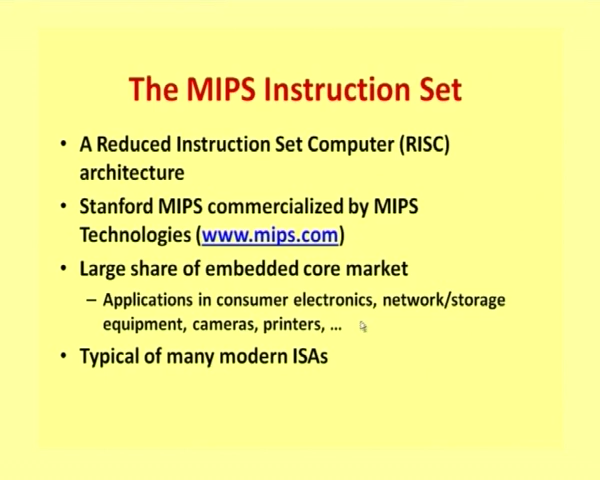 The MIPS Instruction Set
• A Reduced Instruction Set Computer (RISC)
architecture
• Stanford MIPS commercialized by MIPS
Technologies (www.mips.com)
• Large share of embedded core market
– Applications in consumer electronics, network/storage
equipment, cameras, printers, ...
• Typical of many modern ISAs